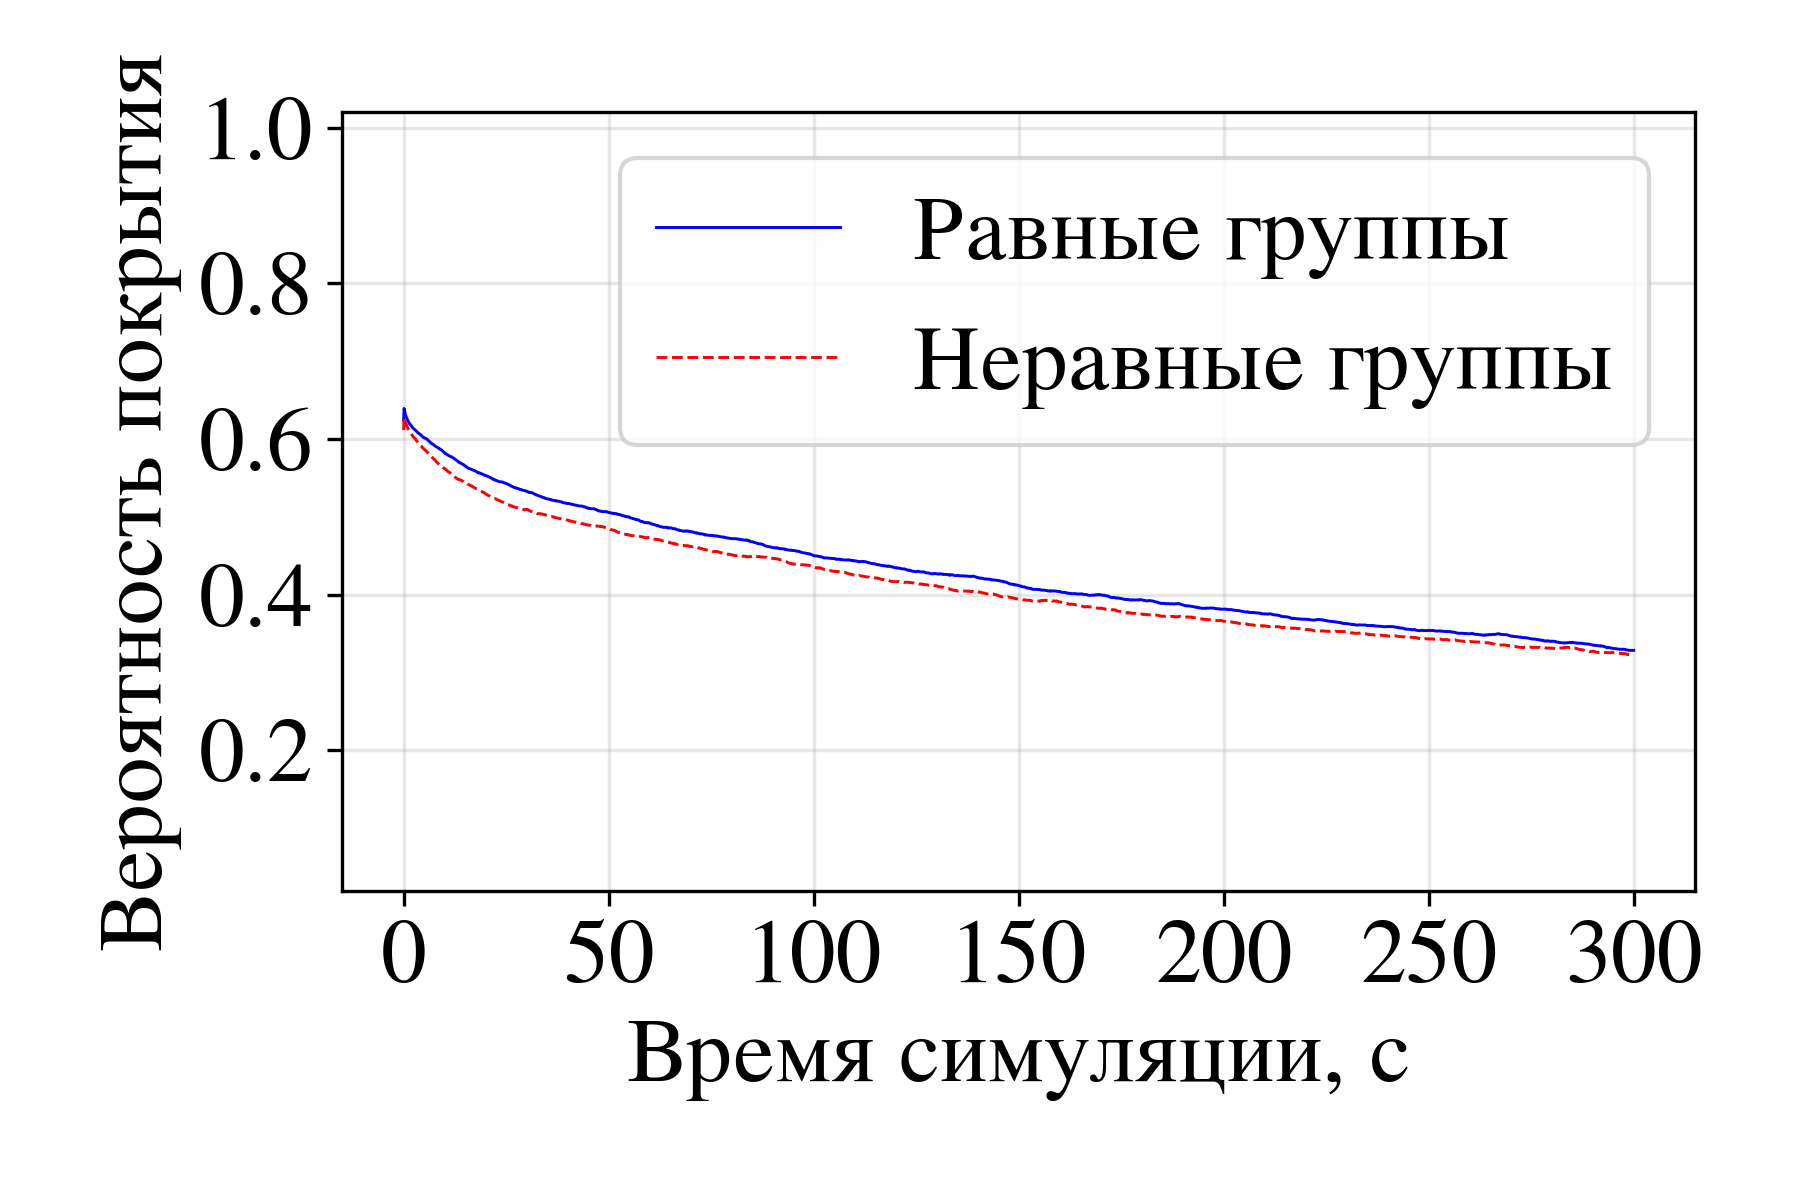 Вероятность покрытия
1.0
0.8
0.6
0.4
0.2
Равные группы
Неравные группы
0 50 100 150 200 250 300
Время симуляции, с